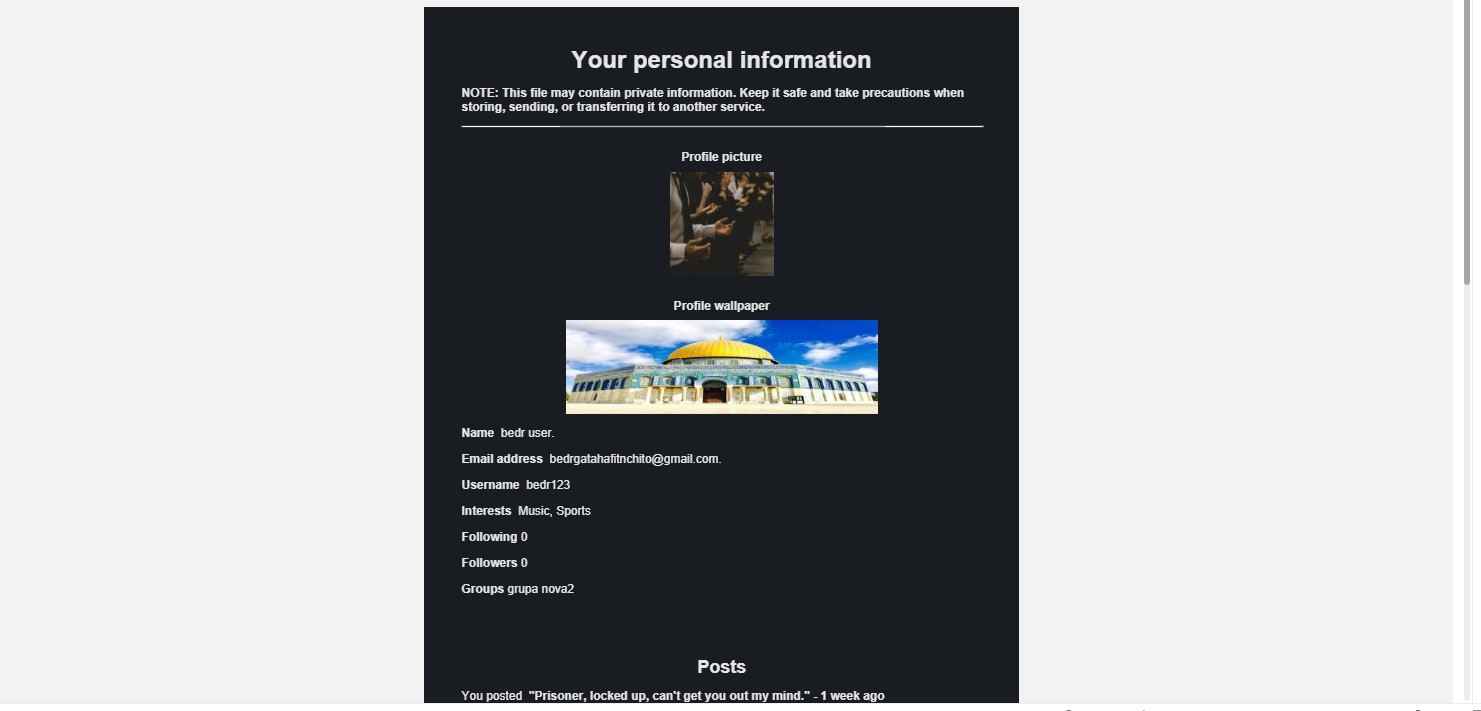 Your personal information
NOTE: This file may contain private information. Keep it safe and take precautions when
storing, sending, or transferring it to another service.
Profile picture
Profile wallpaper
Name bedr user.
Email address bedrgatahafitnchito@gmail.com.
Username bedr123
Interests Music, Sports
Following 0
Followers 0
Groups grupa nova2
Posts
You posted "Prisoner, locked up, can't get you out my mind." - 1 week ago